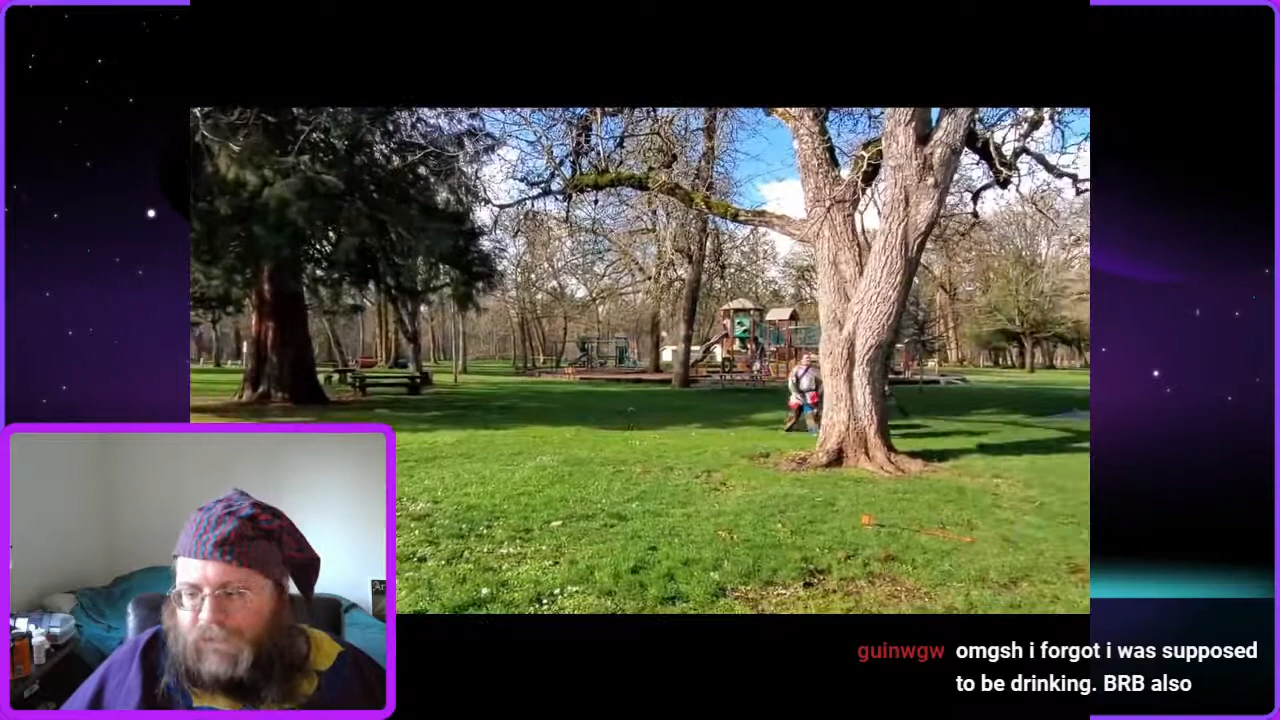 guinwgw omgsh i forgot i was supposed
to be drinking. BRB also